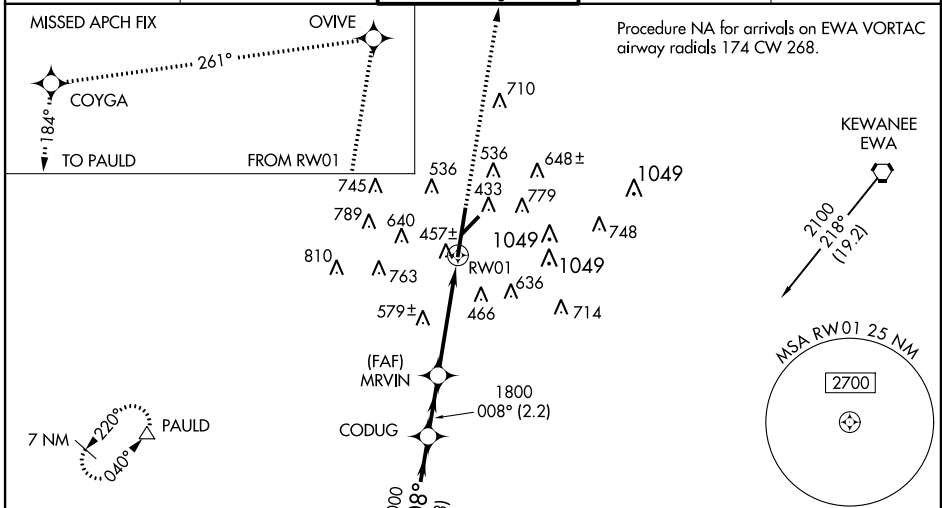 MISSED APCH FIX
OVIVE
261°
COYGA
184°
TO PAULD
FROM RW01
Procedure NA for arrivals on EWA VORTAC
airway radials 174 CW 268.
KEWANEE
EWA
2100
218°
(19.2)
710
745
536
536
648±
1049
433
779
789
640
457±
1049
748
RW01
810
763
1049
636
579±
466
714
(FAF)
MRVIN
1800
008° (2.2)
CODUG
7 NM
220°
040°
PAULD
MSA RW01 25 NM
2700